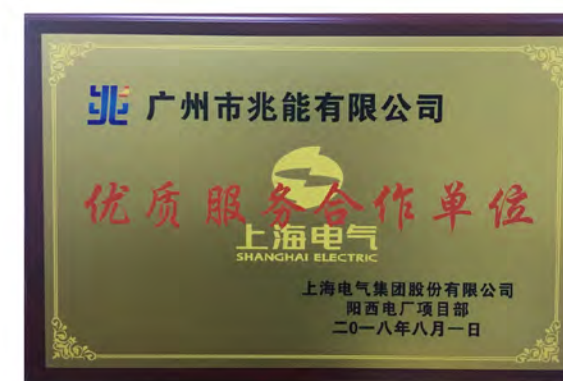 广州市兆能有限公司
优质服务合作单位
上海电气
SHANGHAI ELECTRIC
上海电气集团股份有限公司
阳西电厂项目部
二0一八年八月一日